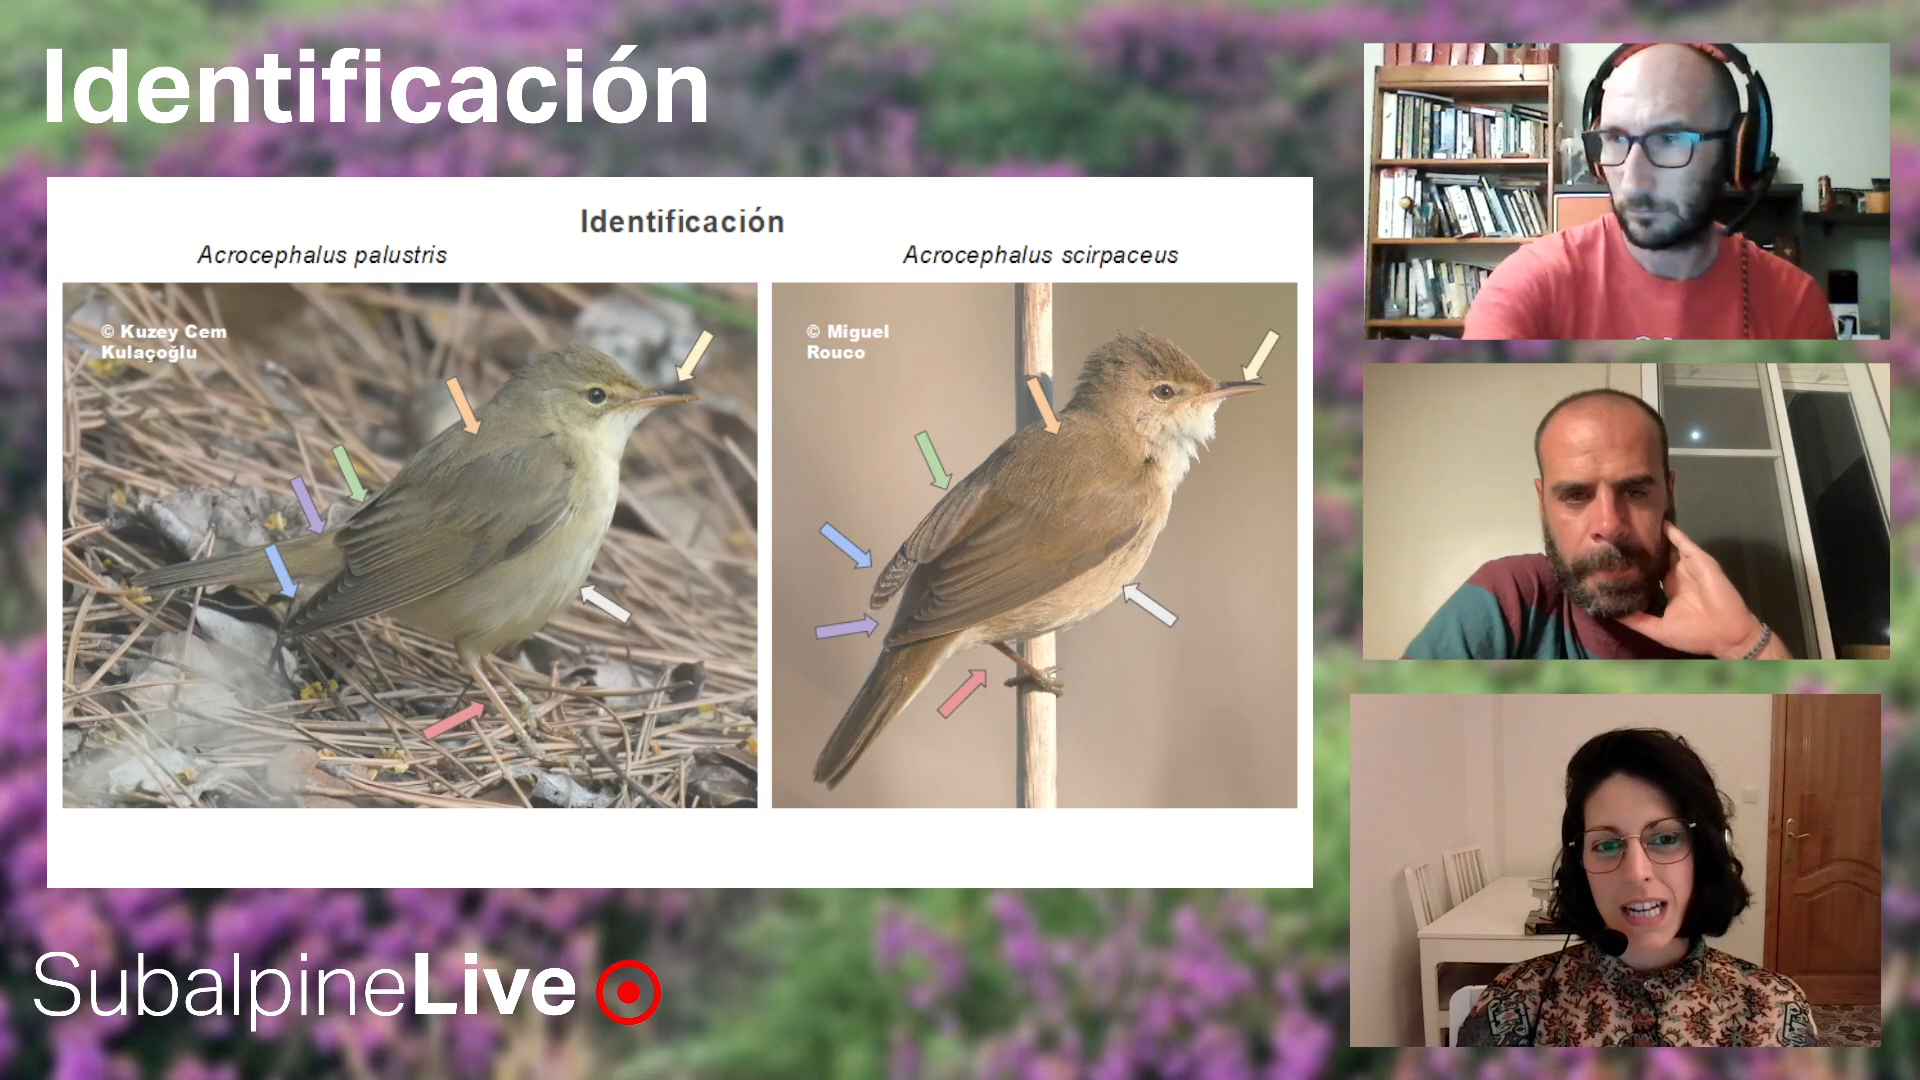 Identificación
Identificación
Acrocephalus palustris
Acrocephalus scirpaceus
© Kuzey Cem
Kulaçoğlu
© Miguel
Rouco
SubalpineLive